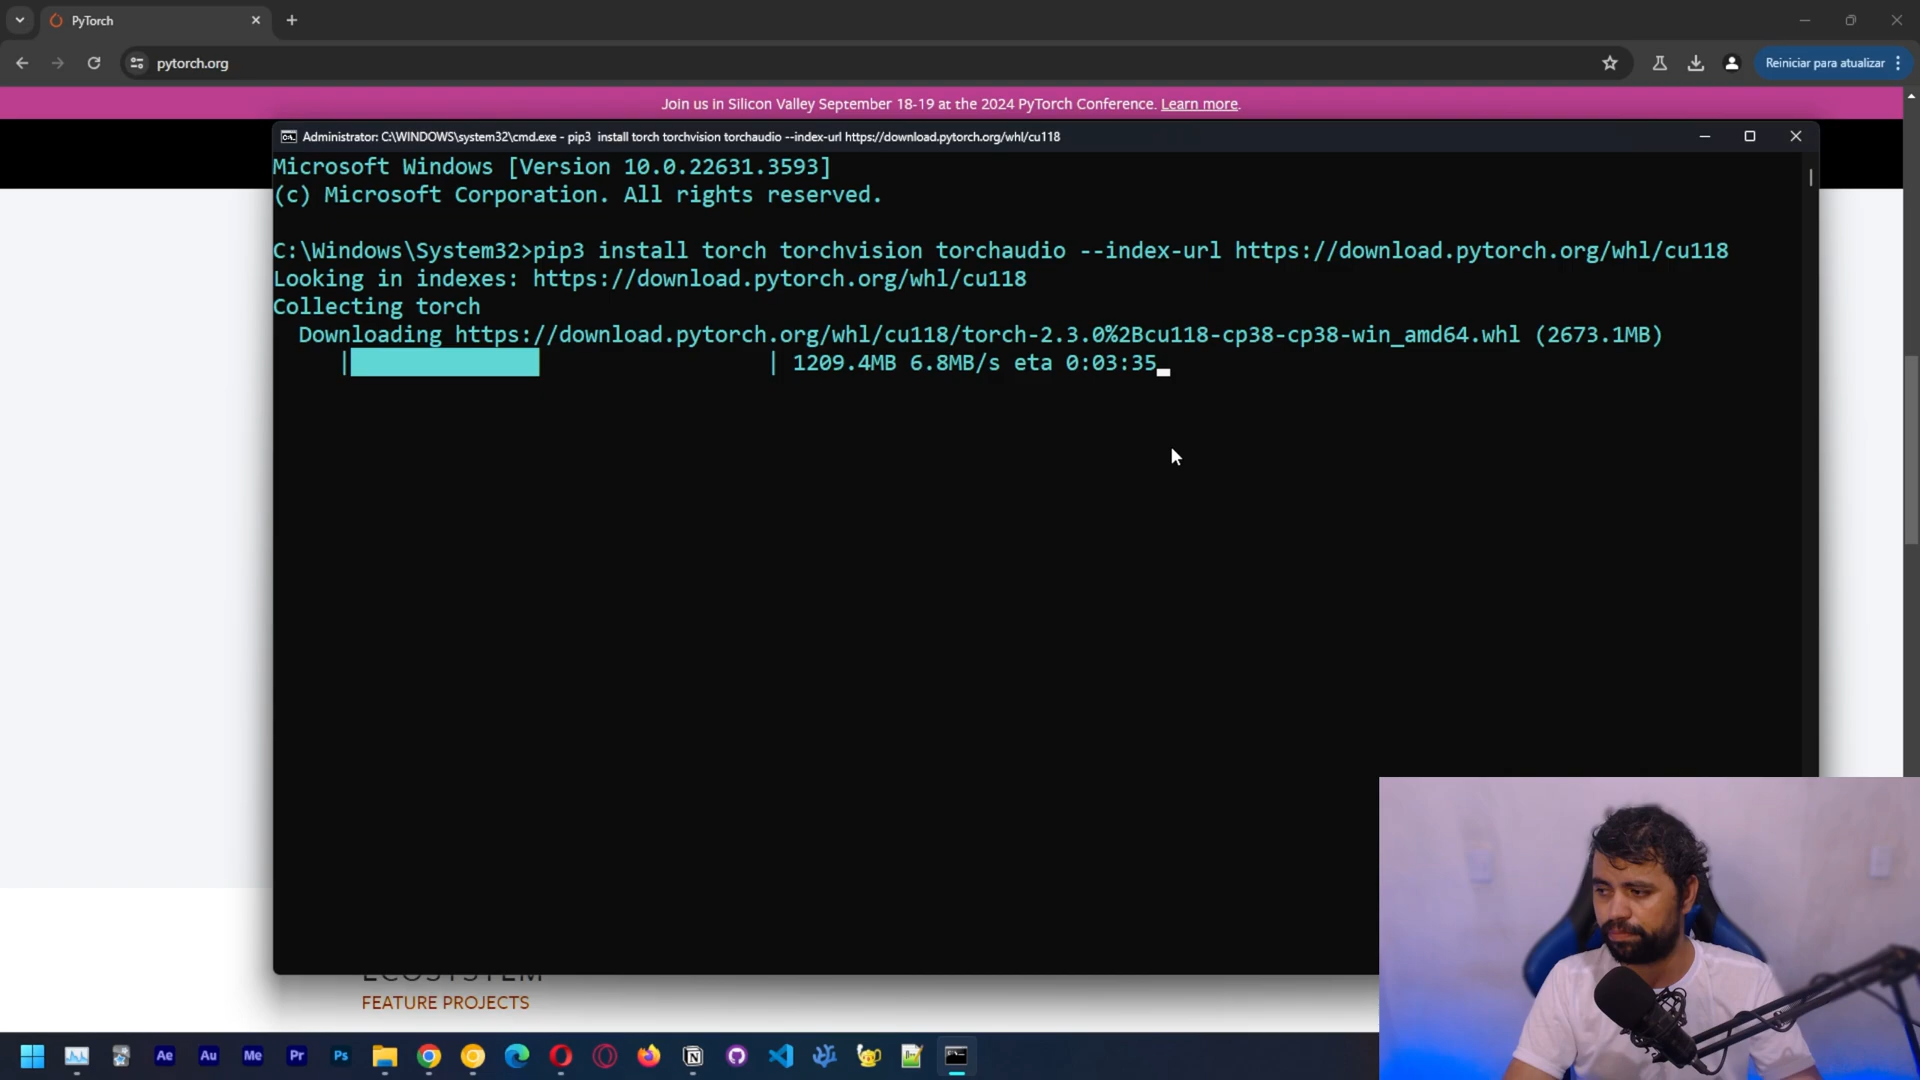 PyTorch
pytorch.org
Reiniciar para atualizar
Join us in Silicon Valley September 18-19 at the 2024 PyTorch Conference. Learn more.
Administrator: C:\WINDOWS\system32\cmd.exe - pip3 install torch torchvision torchaudio --index-url https://download.pytorch.org/whl/cu118
Microsoft Windows [Version 10.0.22631.3593]
(c) Microsoft Corporation. All rights reserved.
C:\Windows\System32>pip3 install torch torchvision torchaudio --index-url https://download.pytorch.org/whl/cu118
Looking in indexes: https://download.pytorch.org/whl/cu118
Collecting torch
Downloading https://download.pytorch.org/whl/cu118/torch-2.3.0%2Bcu118-cp38-cp38-win_amd64.whl (2673.1MB)
| | 1209.4MB 6.8MB/s eta 0:03:35
ECOSYSTEM
FEATURE PROJECTS
Ae Au Me Pr Ps